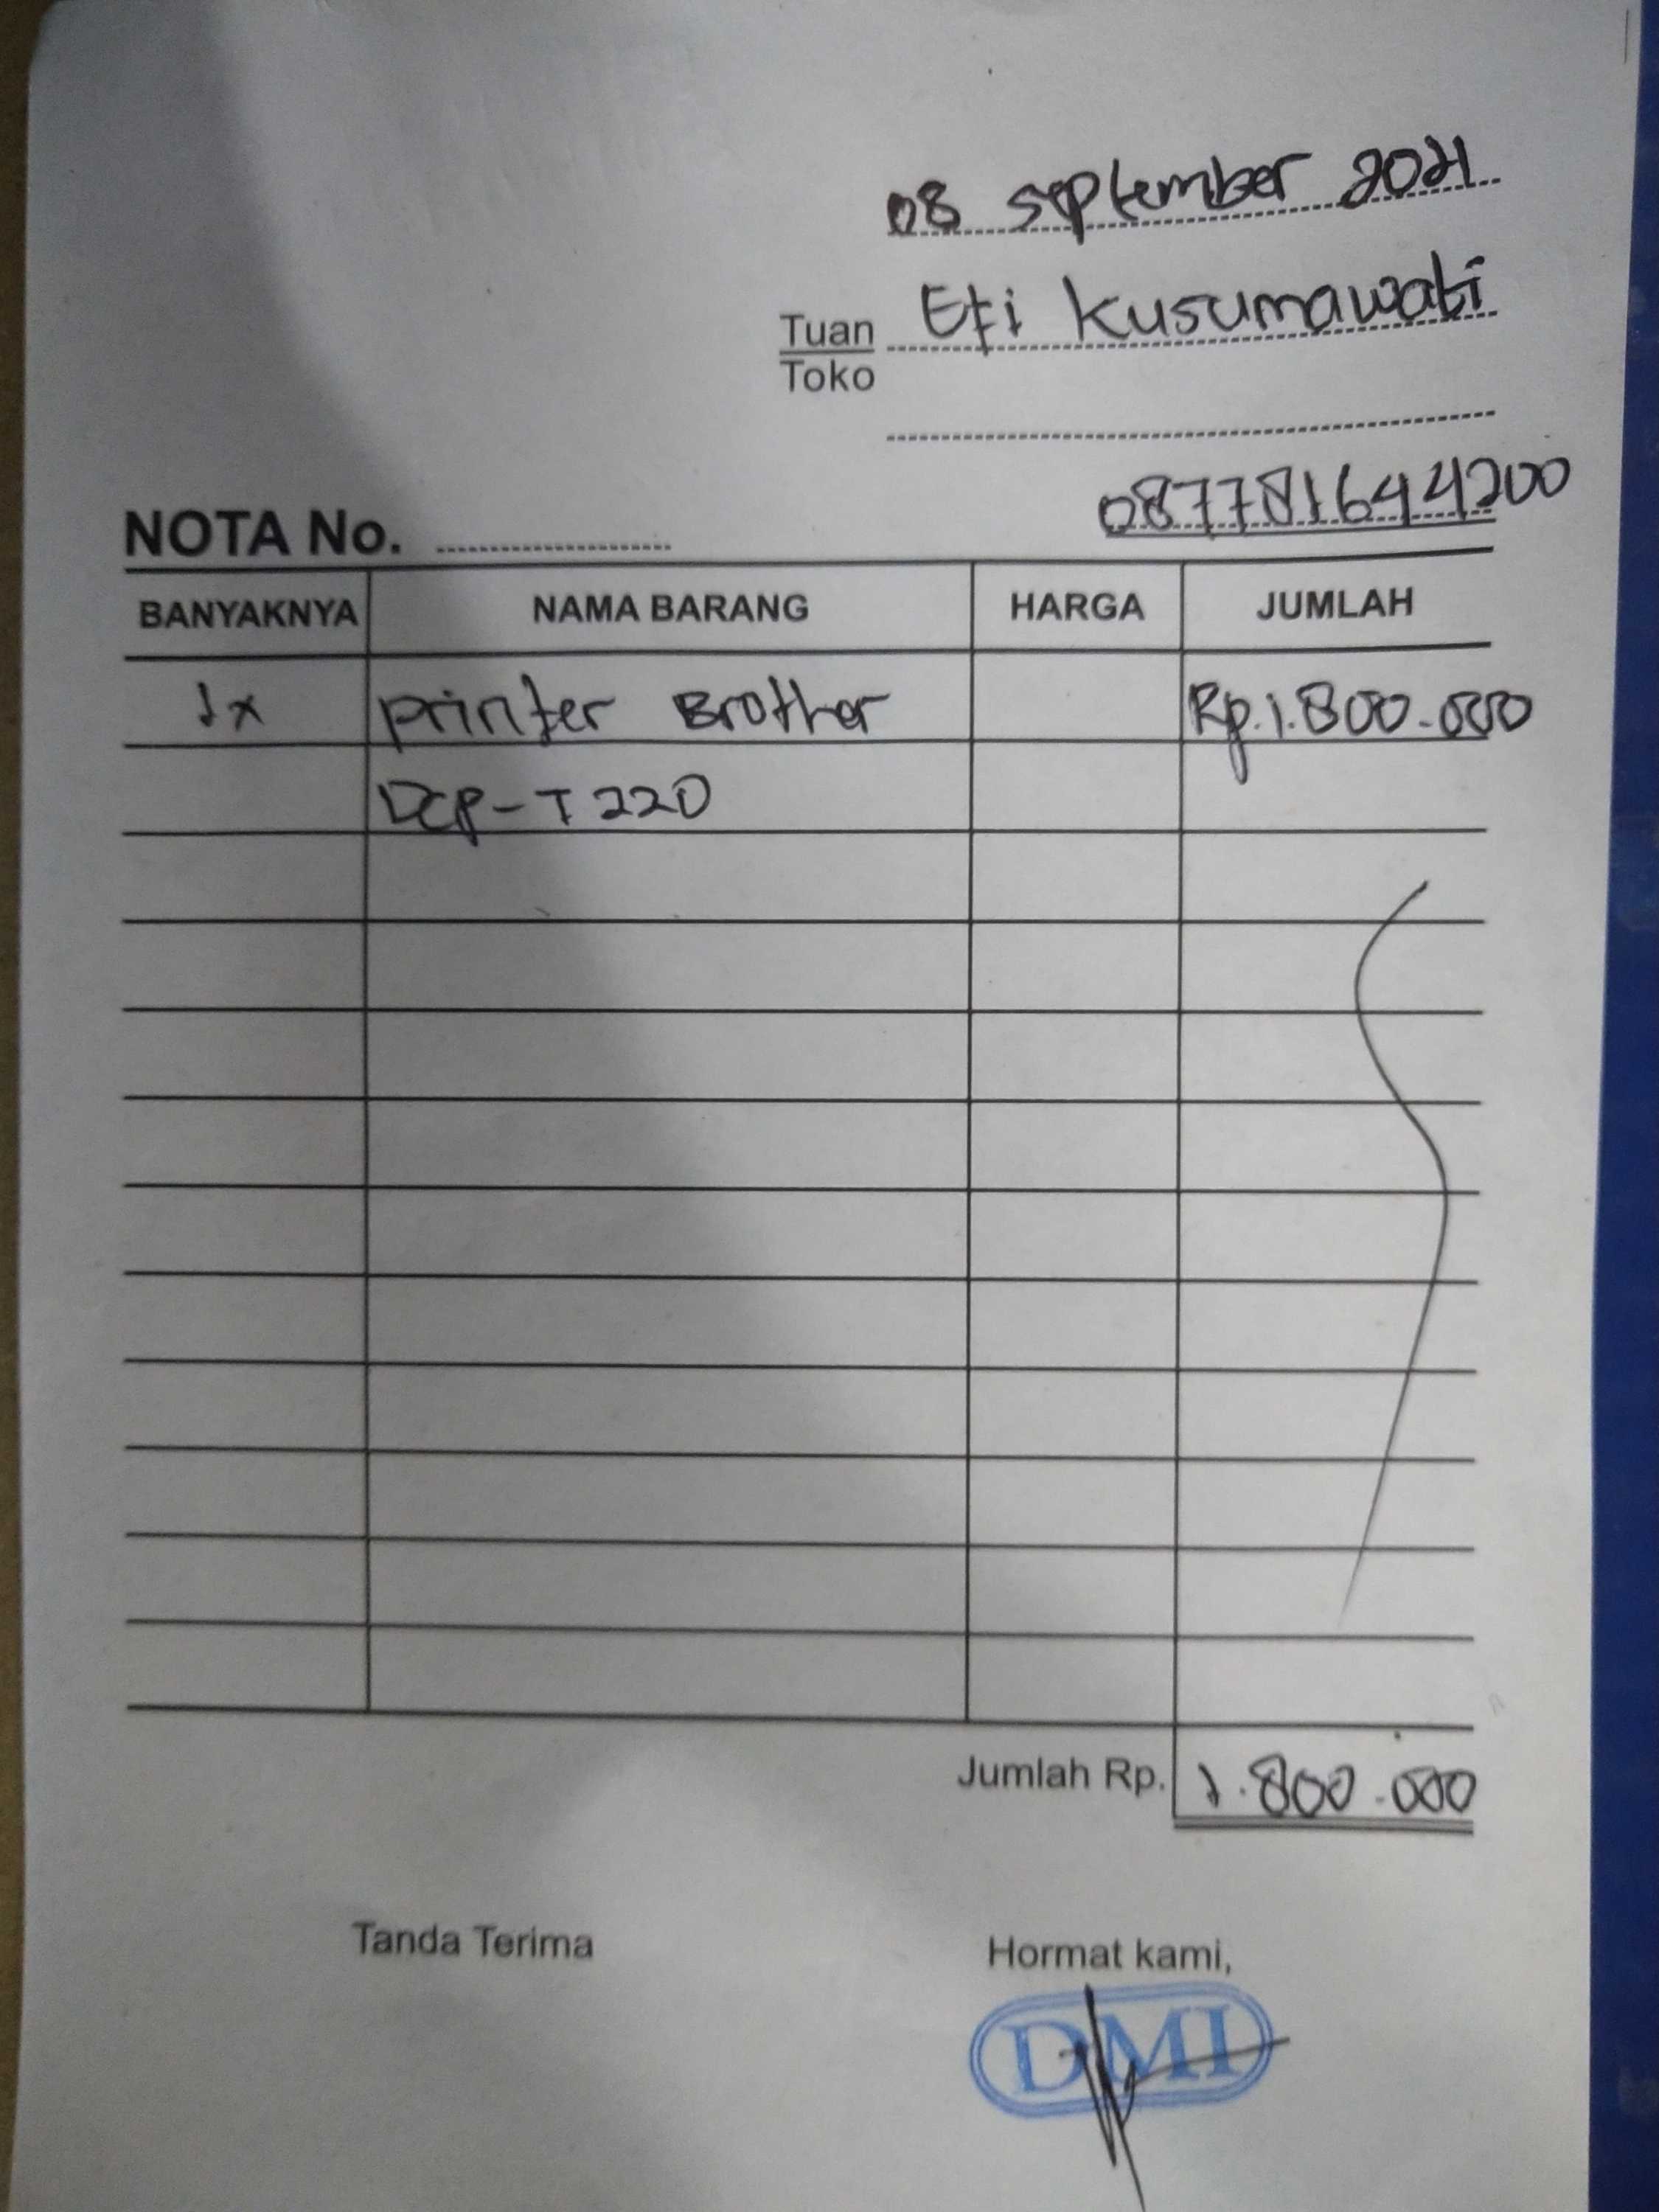 08 september 2021
Tuan Efi Kusumawati
Toko
087781644200
NOTA No.
BANYAKNYA NAMA BARANG HARGA JUMLAH
1x printer Brother Rp.1.800.000
DCP-T220
Jumlah Rp. 1.800.000
Tanda Terima Hormat kami,
DMI